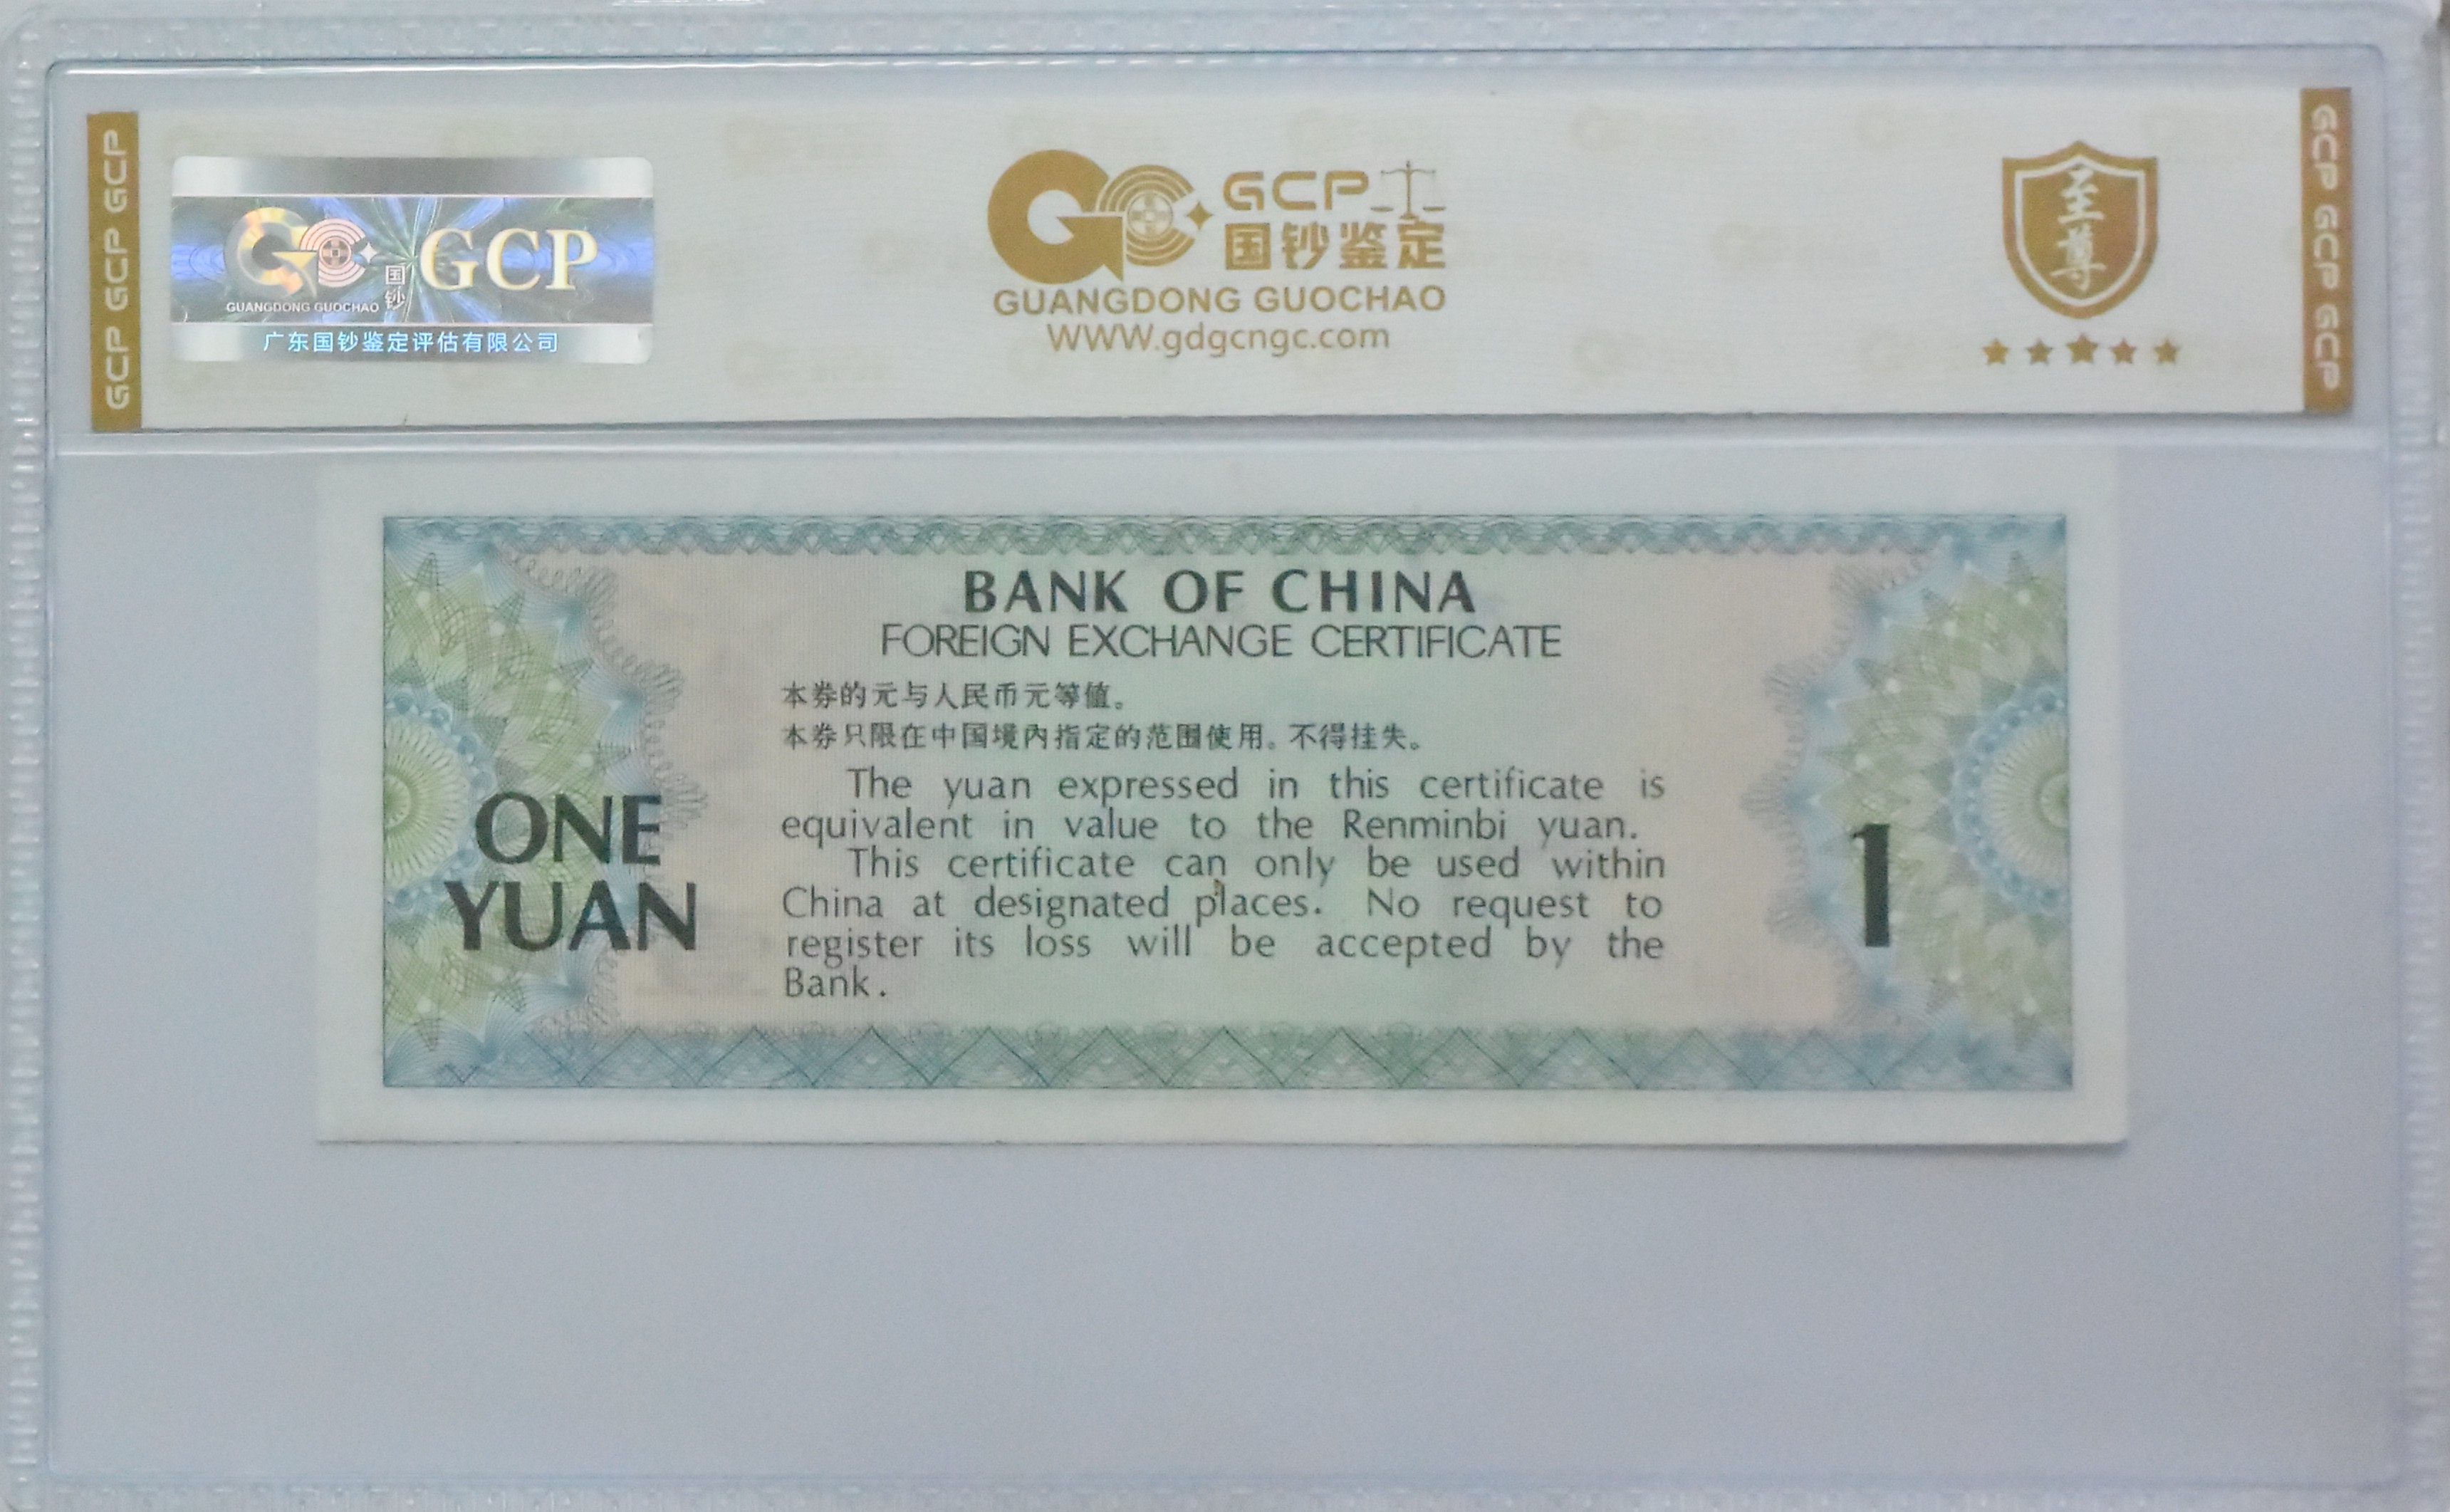 GCP GCP GCP
GUANGDONG GUOCHAO
国钞
GCP
广东国钞鉴定评估有限公司
GCP
国钞鉴定
GUANGDONG GUOCHAO
WWW.gdgcngc.com
至尊
GCP GCP GCP
BANK OF CHINA
FOREIGN EXCHANGE CERTIFICATE
本券的元与人民币元等值。
本券只限在中国境内指定的范围使用。不得挂失。
The yuan expressed in this certificate is
equivalent in value to the Renminbi yuan.
This certificate can only be used within
China at designated places. No request to
register its loss will be accepted by the
Bank.
ONE
YUAN
1